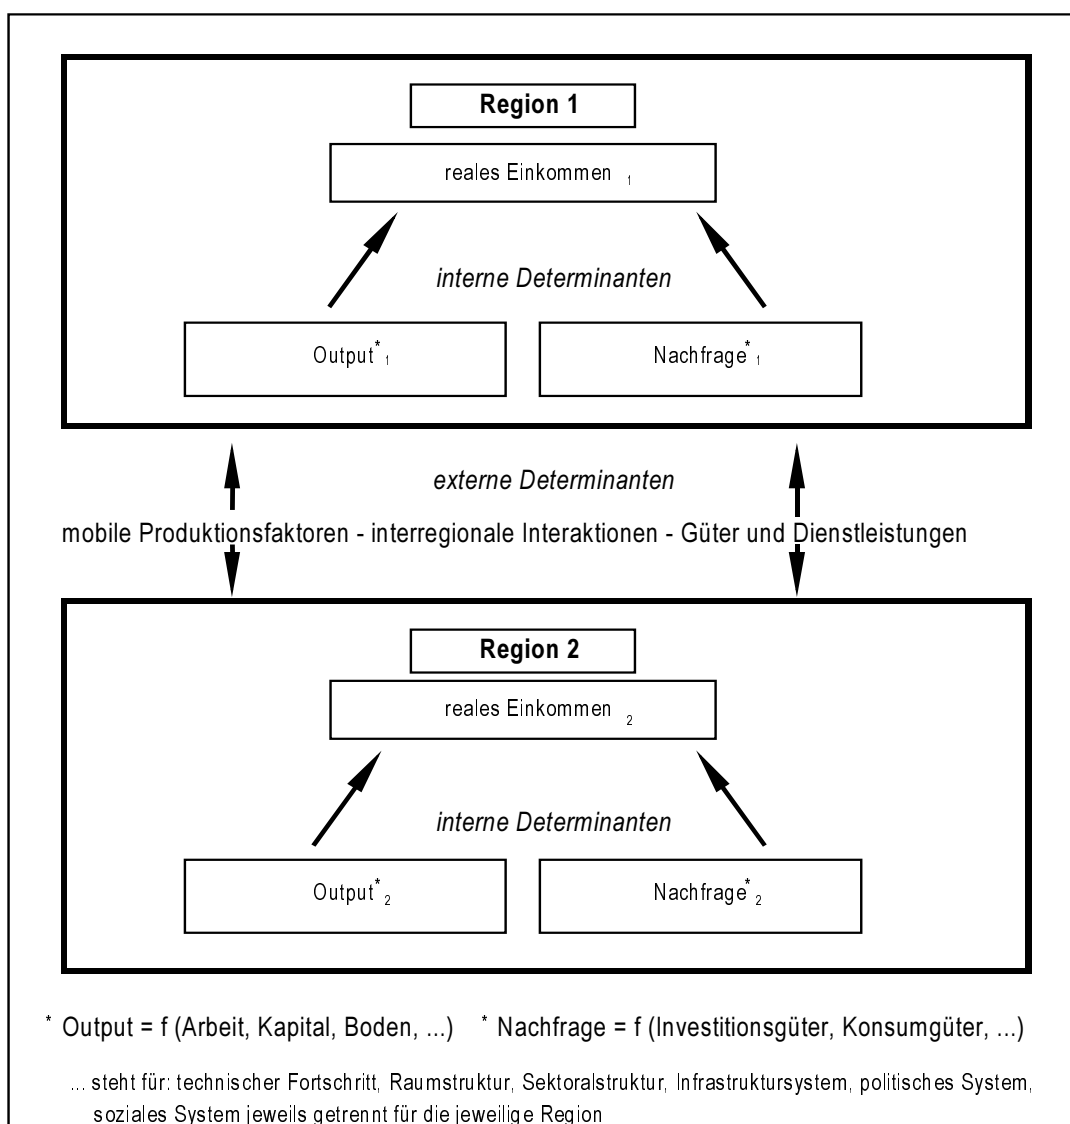 Region 1
reales Einkommen 1
interne Determinanten
Output* 1
Nachfrage* 1
externe Determinanten
mobile Produktionsfaktoren - interregionale Interaktionen - Güter und Dienstleistungen
Region 2
reales Einkommen 2
interne Determinanten
Output* 2
Nachfrage* 2
* Output = f (Arbeit, Kapital, Boden, ...) * Nachfrage = f (Investitionsgüter, Konsumgüter, ...)
... steht für: technischer Fortschritt, Raumstruktur, Sektoralstruktur, Infrastruktursystem, politisches System,
soziales System jeweils getrennt für die jeweilige Region